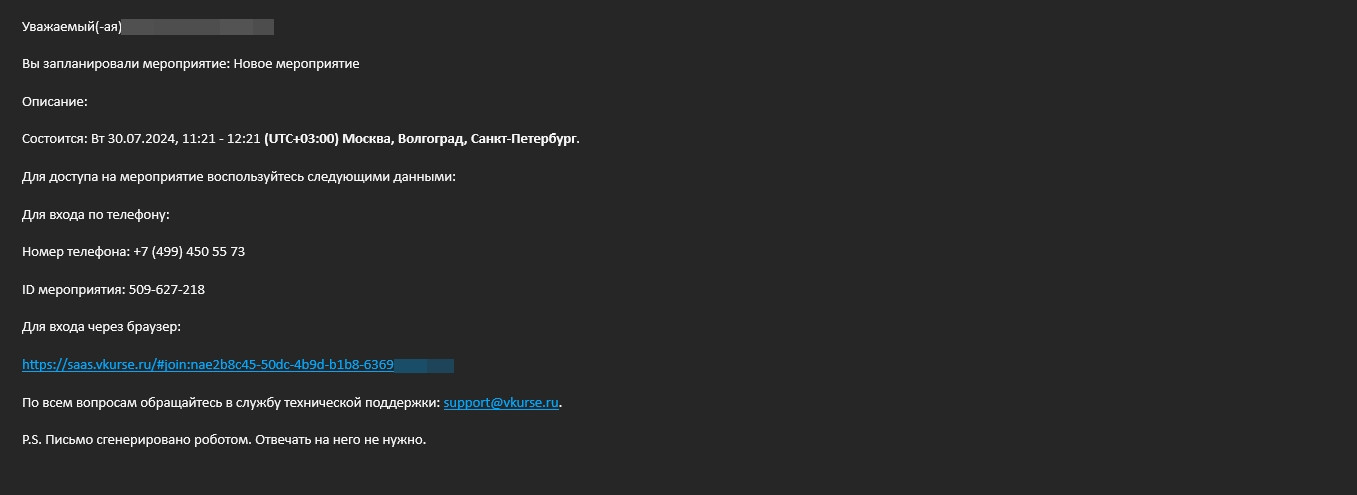 Уважаемый(-ая)
Вы запланировали мероприятие: Новое мероприятие
Описание:
Состоится: Вт 30.07.2024, 11:21 - 12:21 (UTC+03:00) Москва, Волгоград, Санкт-Петербург.
Для доступа на мероприятие воспользуйтесь следующими данными:
Для входа по телефону:
Номер телефона: +7 (499) 450 55 73
ID мероприятия: 509-627-218
Для входа через браузер:
https://saas.vkurse.ru/#join:nae2b8c45-50dc-4b9d-b1b8-6369
По всем вопросам обращайтесь в службу технической поддержки: support@vkurse.ru.
P.S. Письмо сгенерировано роботом. Отвечать на него не нужно.